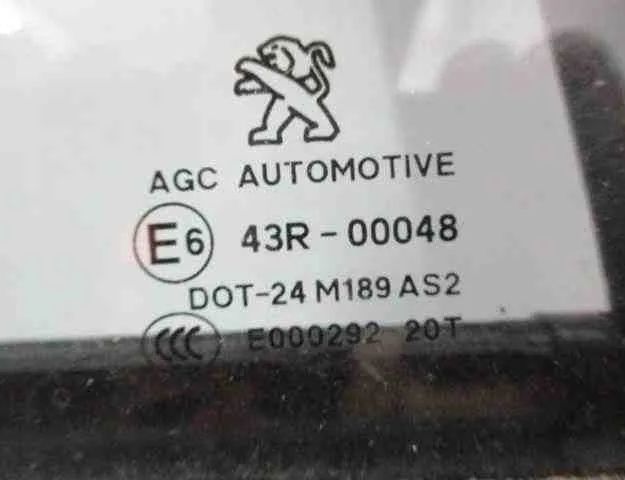 AGC AUTOMOTIVE
E6 43R-00048
DOT-24 M189 AS2
CCC E000292 20T